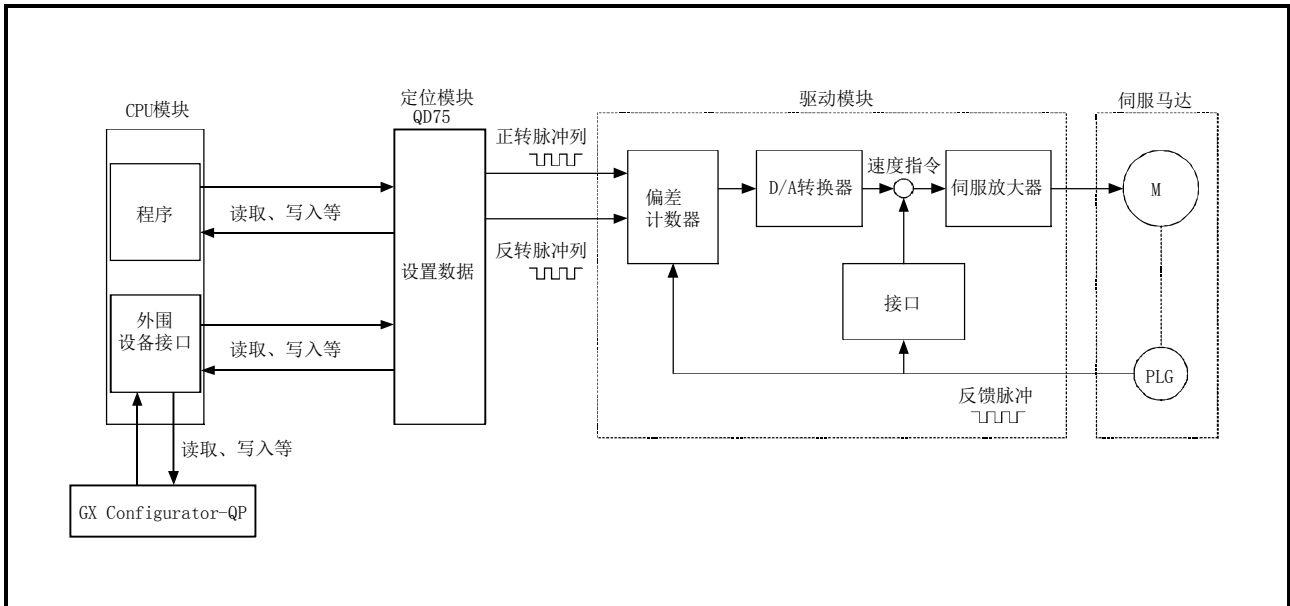 CPU模块
定位模块
QD75
驱动模块
伺服马达
程序
读取、写入等
外围
设备接口
读取、写入等
读取、写入等
GX Configurator-QP
设置数据
正转脉冲列
反转脉冲列
偏差
计数器
D/A转换器
速度指令
伺服放大器
接口
反馈脉冲
M
PLG